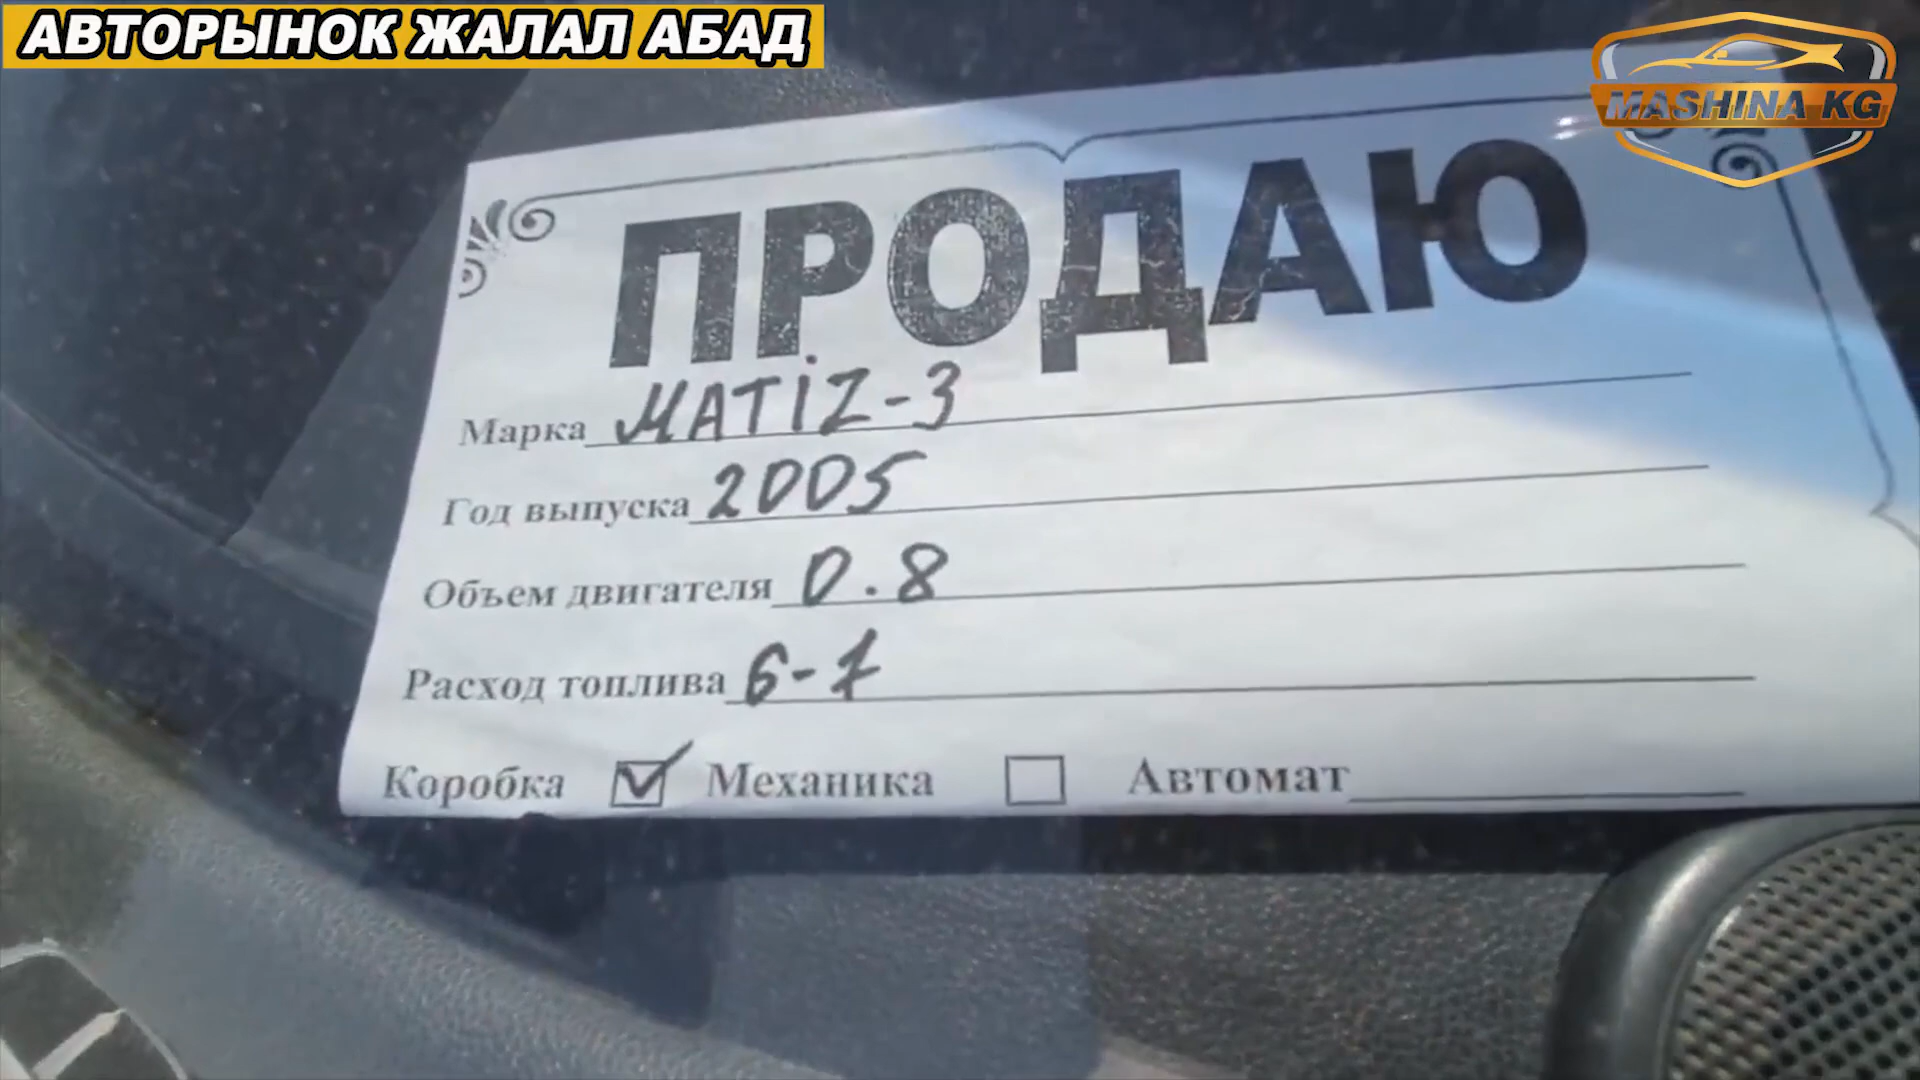 АВТОРЫНОК ЖАЛАЛ АБАД
MASHINA KG
ПРОДАЮ
Марка MATiZ-3
Год выпуска 2005
Объем двигателя 0.8
Расход топлива 6-7
Коробка Механика Автомат